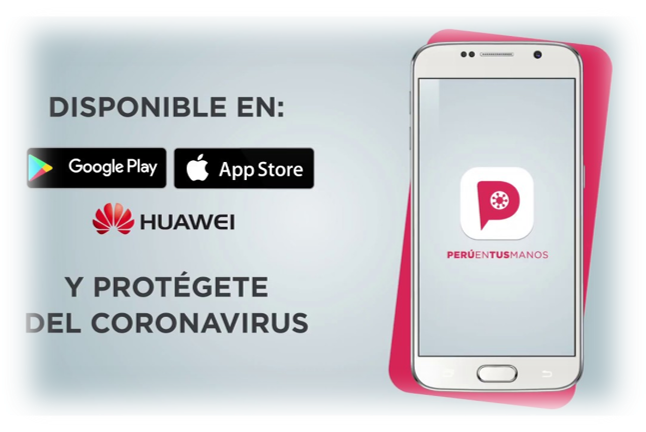 DISPONIBLE EN:
Google Play
App Store
HUAWEI
Y PROTÉGETE
DEL CORONAVIRUS
PERÚENTUSMANOS